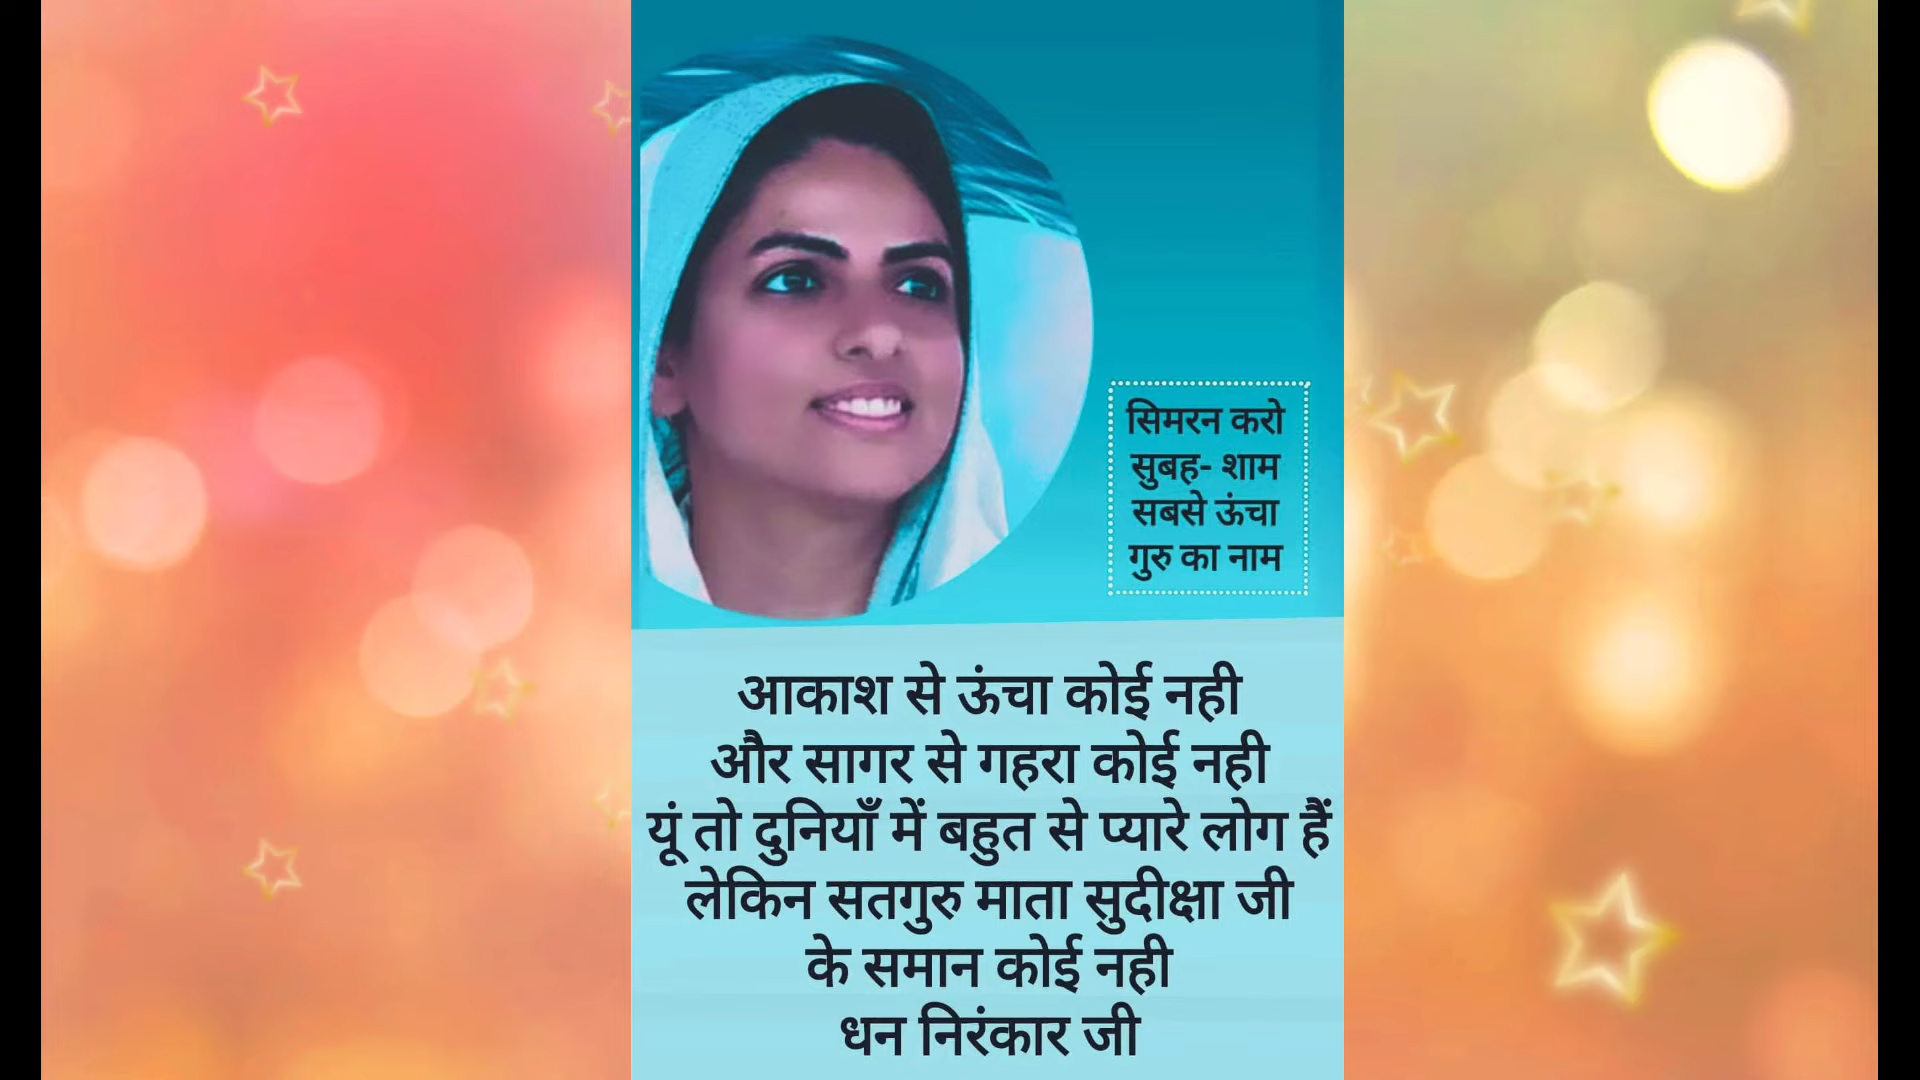 सिमरन करो
सुबह- शाम
सबसे ऊंचा
गुरु का नाम
आकाश से ऊंचा कोई नही
और सागर से गहरा कोई नही
यूं तो दुनियाँ में बहुत से प्यारे लोग हैं
लेकिन सतगुरु माता सुदीक्षा जी
के समान कोई नही
धन निरंकार जी